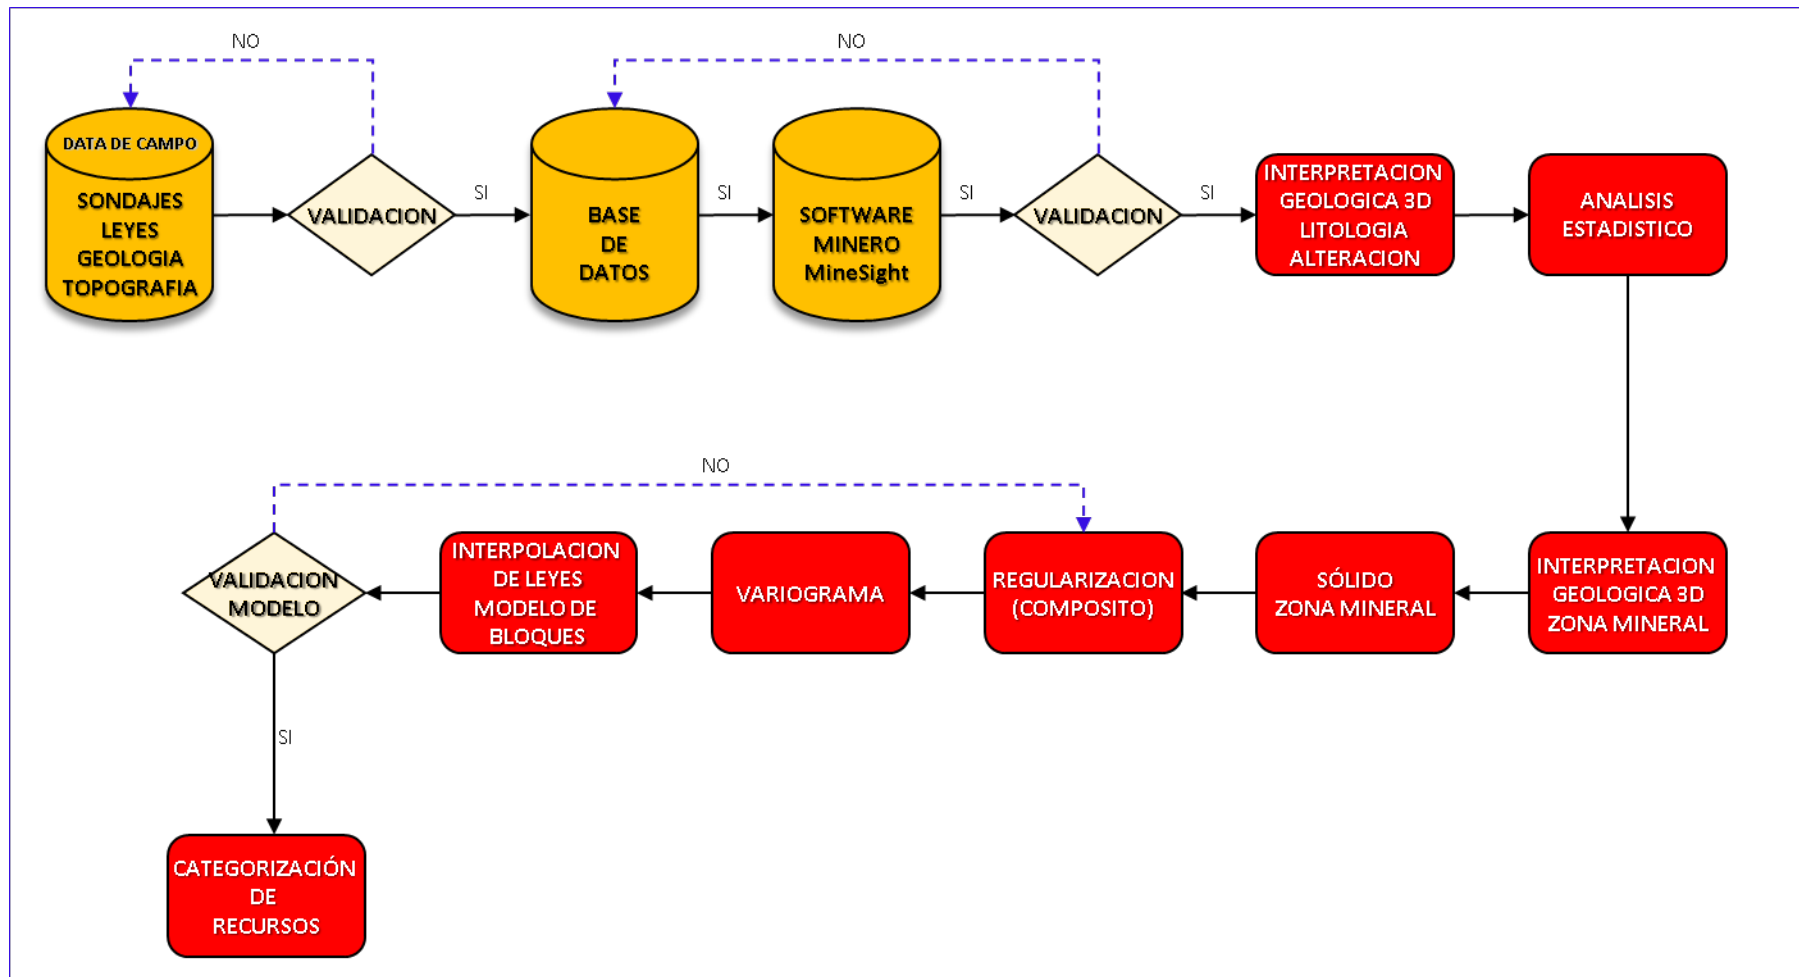 NO
NO
DATA DE CAMPO
SONDAJES
LEYES
GEOLOGIA
TOPOGRAFIA
VALIDACION
SI
BASE
DE
DATOS
SI
SOFTWARE
MINERO
MineSight
SI
VALIDACION
SI
INTERPRETACION
GEOLOGICA 3D
LITOLOGIA
ALTERACION
ANALISIS
ESTADISTICO
NO
VALIDACION
MODELO
INTERPOLACION
DE LEYES
MODELO DE
BLOQUES
VARIOGRAMA
REGULARIZACION
(COMPOSITO)
SÓLIDO
ZONA MINERAL
INTERPRETACION
GEOLOGICA 3D
ZONA MINERAL
SI
CATEGORIZACIÓN
DE
RECURSOS